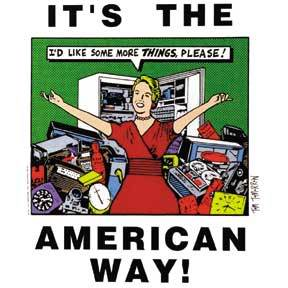 IT'S THE
I'D LIKE SOME MORE THINGS, PLEASE!
AMERICAN
WAY!